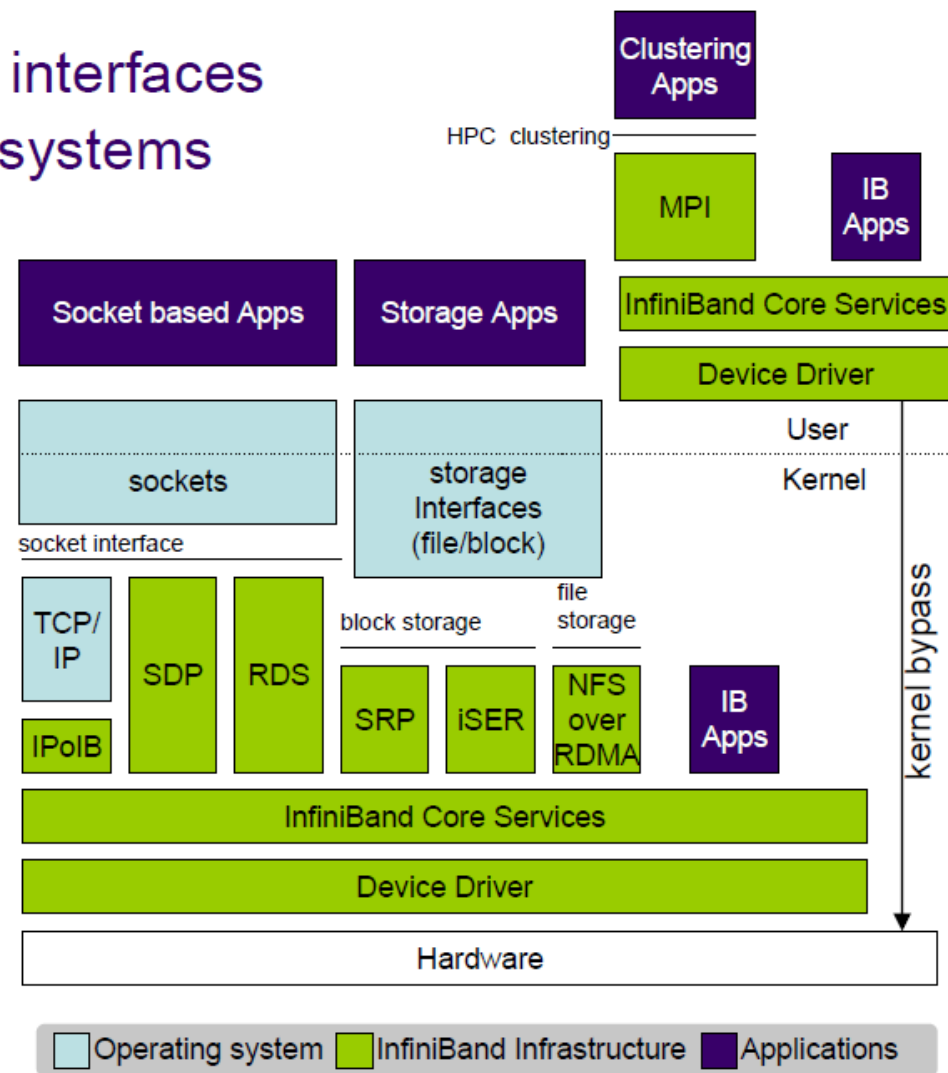 interfaces
systems
Clustering
Apps
HPC clustering
MPI
IB
Apps
Socket based Apps
Storage Apps
InfiniBand Core Services
Device Driver
User
Kernel
sockets
storage
Interfaces
(file/block)
socket interface
TCP/
IP
SDP
RDS
block storage
file
storage
kernel bypass
IPoIB
SRP
iSER
NFS
over
RDMA
IB
Apps
InfiniBand Core Services
Device Driver
Hardware
Operating system
InfiniBand Infrastructure
Applications